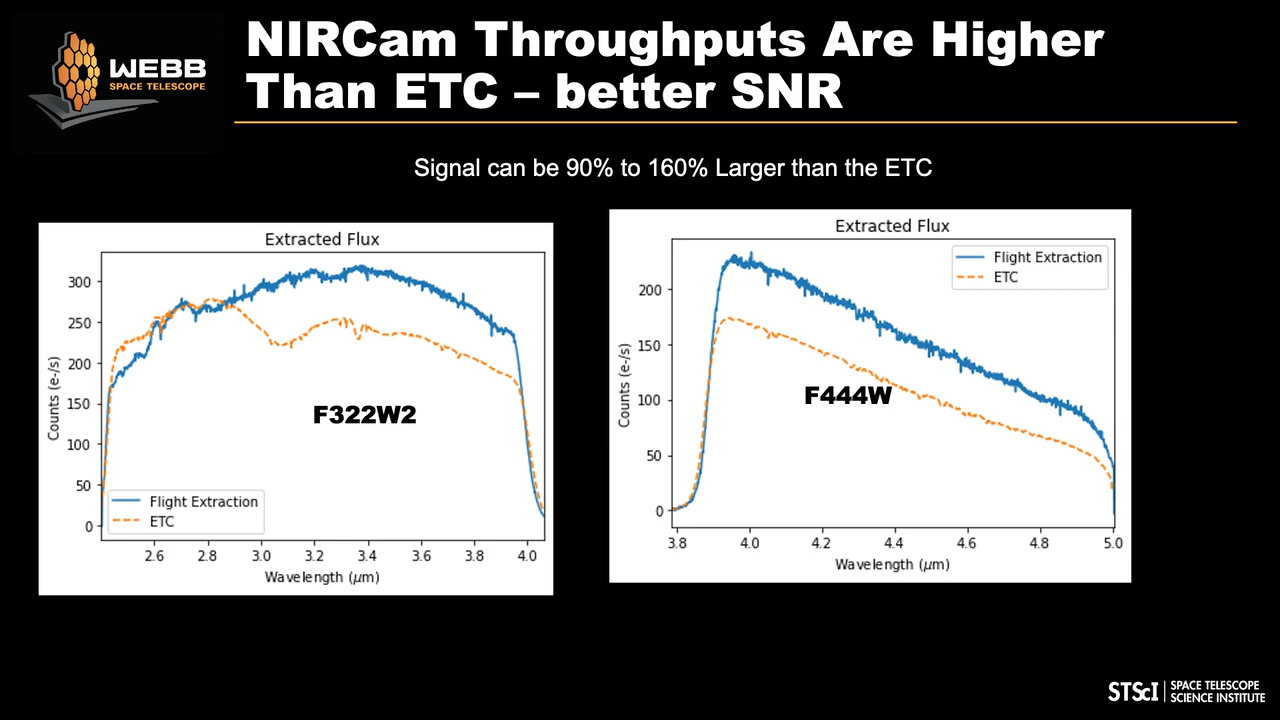 WEBB
SPACE TELESCOPE
NIRCam Throughputs Are Higher
Than ETC – better SNR
Signal can be 90% to 160% Larger than the ETC
Extracted Flux
Counts (e-/s)
300
250
200
150
100
50
0
F322W2
Flight Extraction
ETC
2.6 2.8 3.0 3.2 3.4 3.6 3.8 4.0
Wavelength (μm)
Extracted Flux
Flight Extraction
ETC
Counts (e-/s)
200
150
100
50
0
F444W
3.8 4.0 4.2 4.4 4.6 4.8 5.0
Wavelength (μm)
STScI
SPACE TELESCOPE
SCIENCE INSTITUTE